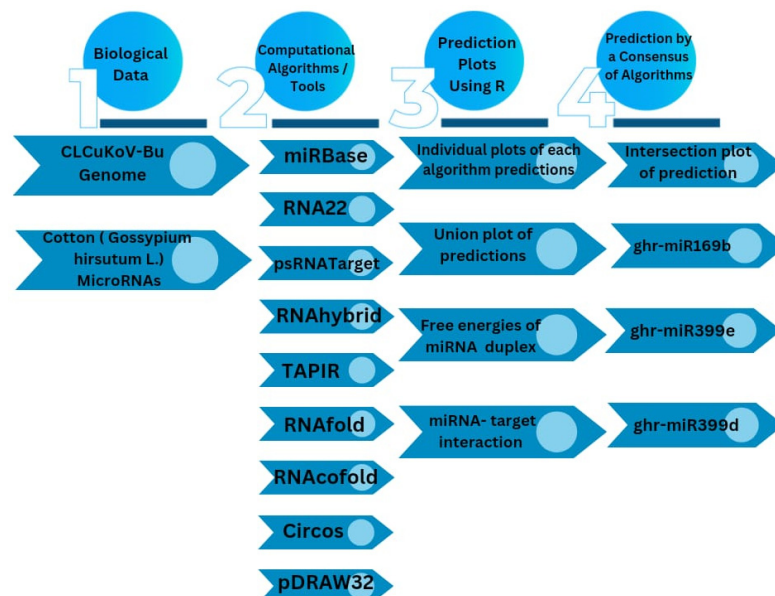 1
Biological
Data
2
Computational
Algorithms /
Tools
3
Prediction
Plots
Using R
4
Prediction by
a Consensus
of Algorithms
CLCuKoV-Bu
Genome
Cotton ( Gossypium
hirsutum L.)
MicroRNAs
miRBase
RNA22
psRNATarget
RNAhybrid
TAPIR
RNAfold
RNAcofold
Circos
pDRAW32
Individual plots of each
algorithm predictions
Union plot of
predictions
Free energies of
miRNA duplex
miRNA- target
interaction
Intersection plot
of prediction
ghr-miR169b
ghr-miR399e
ghr-miR399d